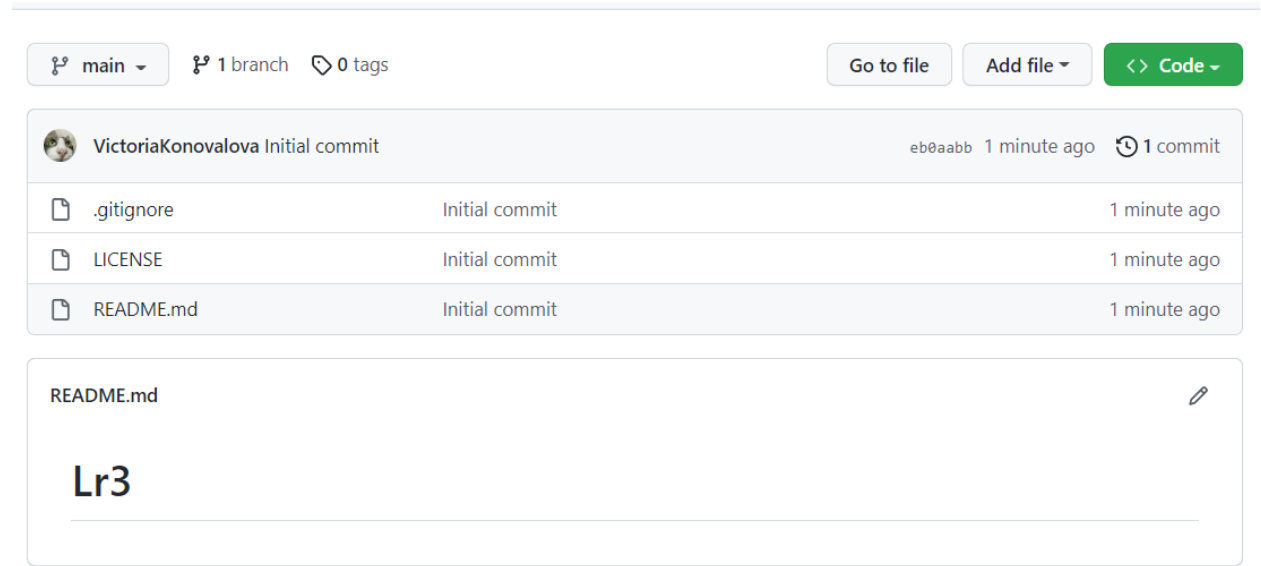 main 1 branch 0 tags Go to file Add file <> Code
VictoriaKonovalova Initial commit eb0aabb 1 minute ago 1 commit
.gitignore Initial commit 1 minute ago
LICENSE Initial commit 1 minute ago
README.md Initial commit 1 minute ago
README.md
Lr3